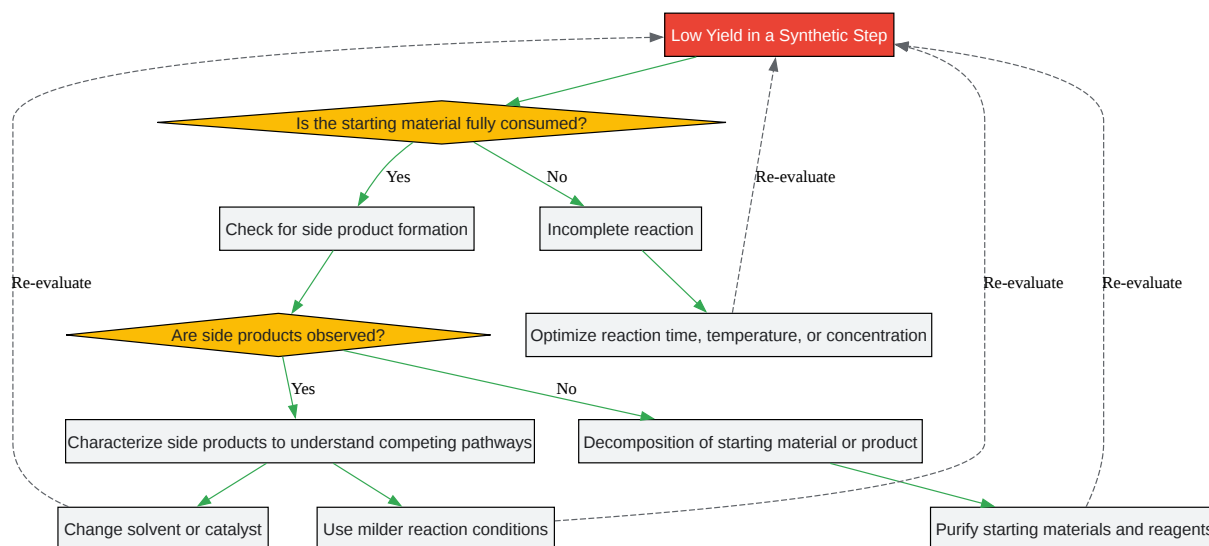 Low Yield in a Synthetic Step
Is the starting material fully consumed?
Yes
No
Re-evaluate
Check for side product formation
Incomplete reaction
Re-evaluate
Re-evaluate
Re-evaluate
Are side products observed?
Optimize reaction time, temperature, or concentration
Yes
No
Characterize side products to understand competing pathways
Decomposition of starting material or product
Change solvent or catalyst
Use milder reaction conditions
Purify starting materials and reagents